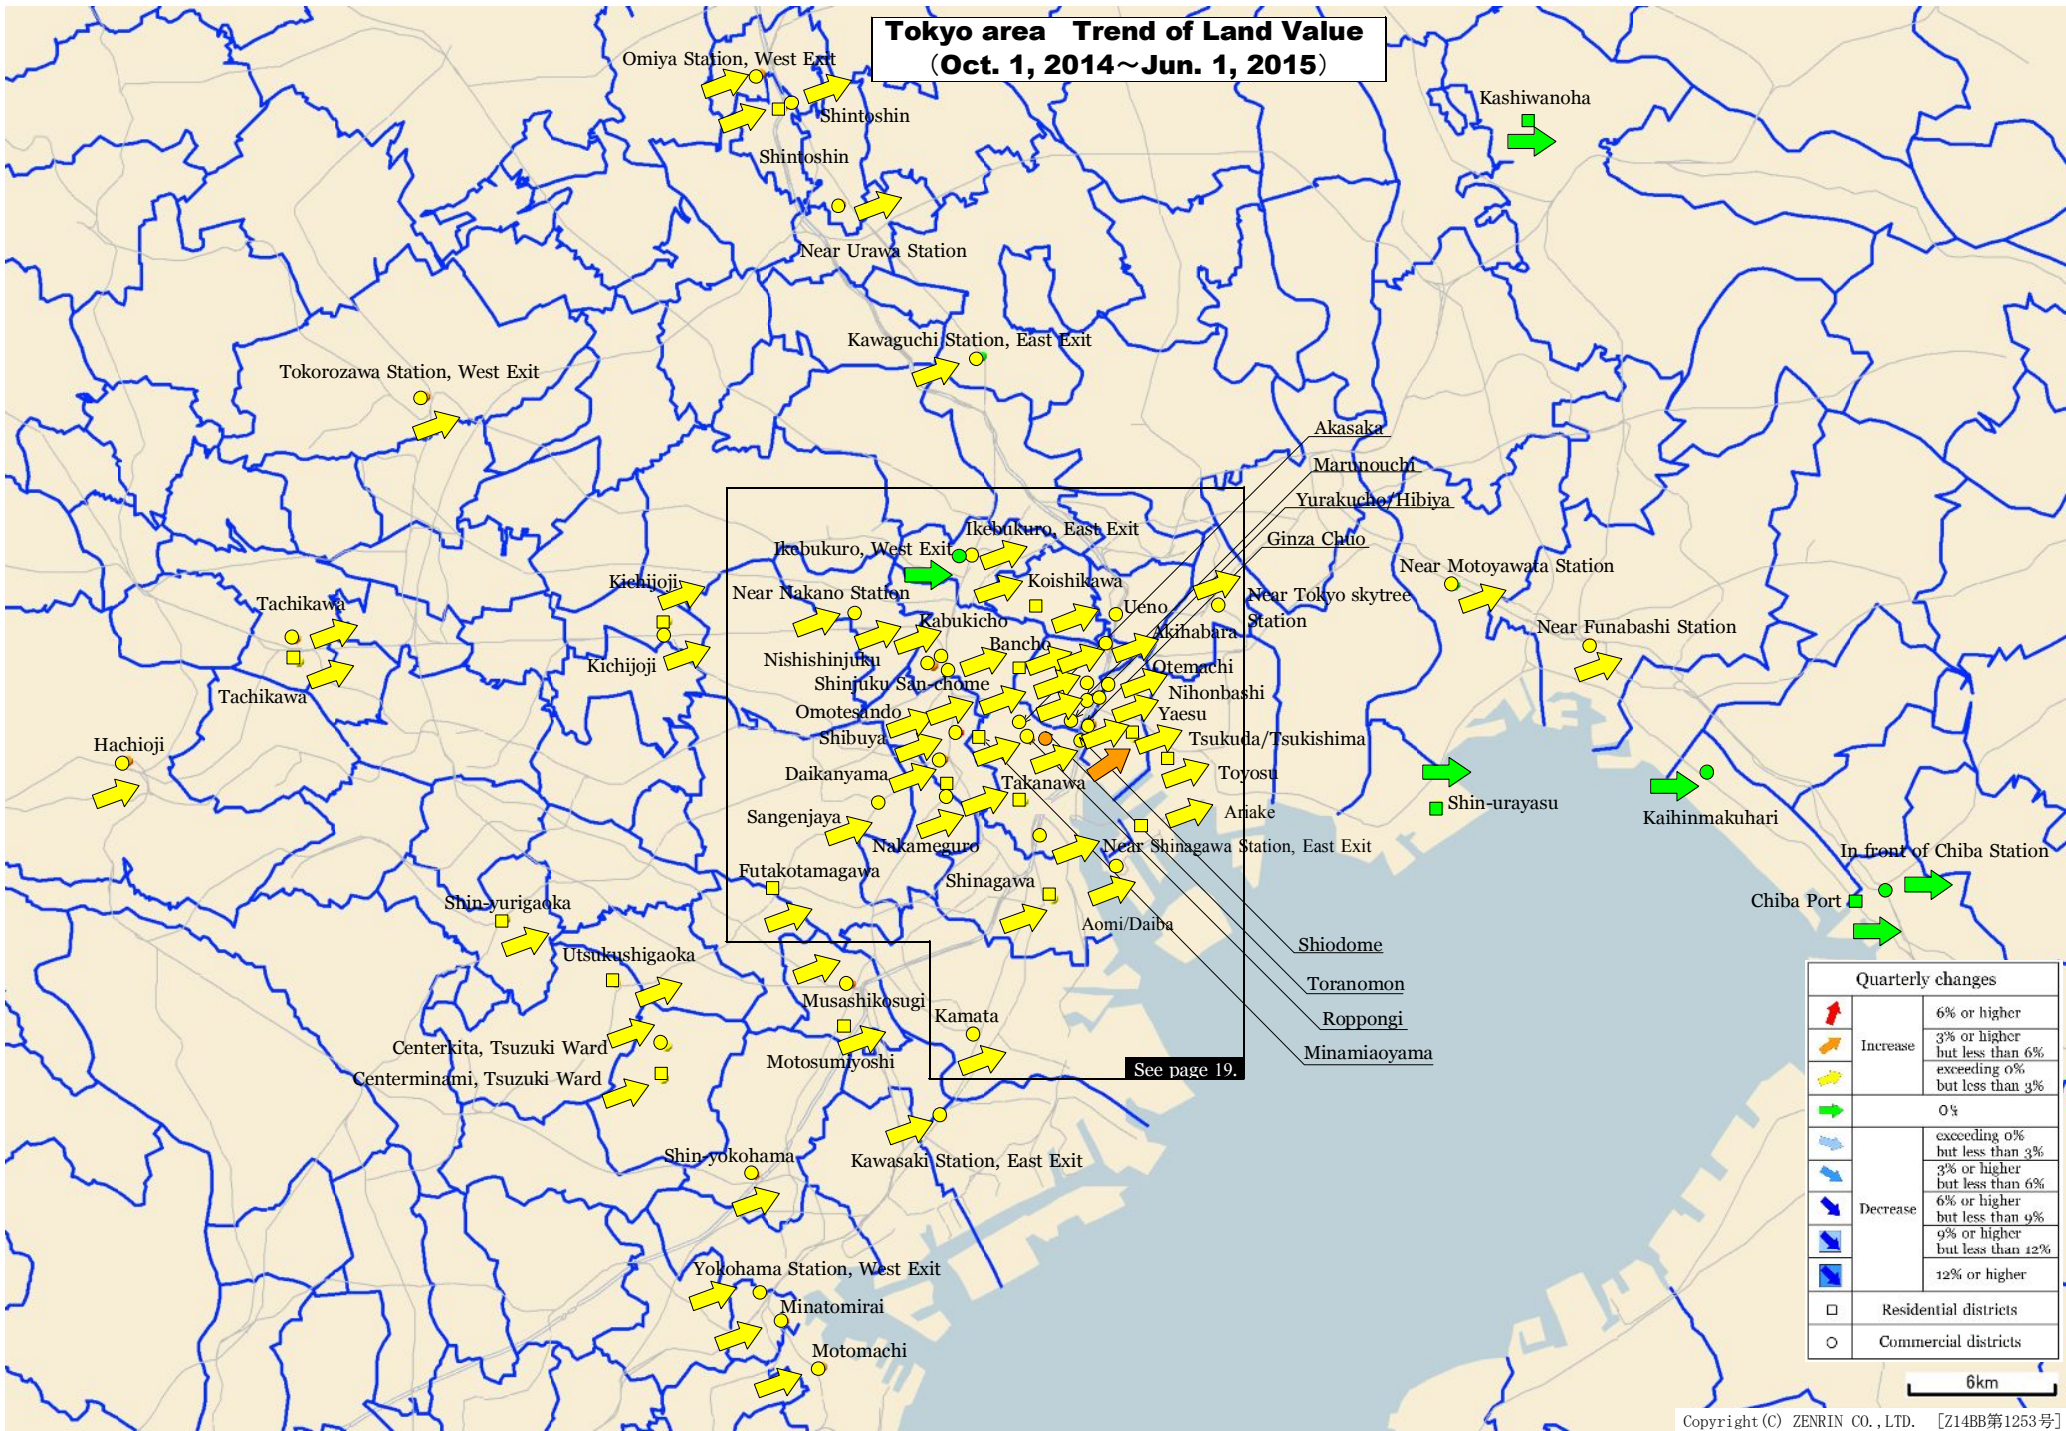 Tokyo area Trend of Land Value
(Oct. 1, 2014～Jun. 1, 2015)
Omiya Station, West Exit
Shintoshin
Shintoshin
Near Urawa Station
Kashiwanoha
Kawaguchi Station, East Exit
Tokorozawa Station, West Exit
Akasaka
Marunouchi
Yurakucho/Hibiya
Ginza Chuo
Ikebukuro, East Exit
Ikebukuro, West Exit
Koishikawa
Near Nakano Station
Kichijoji
Kichijoji
Tachikawa
Tachikawa
Hachioji
Ueno
Near Tokyo skytree
Station
Near Motoyawata Station
Near Funabashi Station
Kabukicho
Akihabara
Bancho
Nishishinjuku
Otemachi
Shinjuku San-chome
Nihonbashi
Omotesando
Yaesu
Shibuya
Tsukuda/Tsukishima
Daikanyama
Takanawa
Toyosu
Sangenjaya
Ariake
Nakameguro
Near Shinagawa Station, East Exit
Shin-urayasu
Kaihinmakuhari
In front of Chiba Station
Chiba Port
Futakotamagawa
Shinagawa
Aomi/Daiba
Shin-yurigaoka
Utsukushigaoka
Shiodome
Toranomon
Roppongi
Minamiaoyama
Musashikosugi
Kamata
Centerkita, Tsuzuki Ward
Motosumiyoshi
Centerminami, Tsuzuki Ward
See page 19.
Shin-yokohama
Kawasaki Station, East Exit
Yokohama Station, West Exit
Minatomirai
Motomachi
Quarterly changes
Increase
6% or higher
3% or higher
but less than 6%
exceeding 0%
but less than 3%
0%
Decrease
exceeding 0%
but less than 3%
3% or higher
but less than 6%
6% or higher
but less than 9%
9% or higher
but less than 12%
12% or higher
Residential districts
Commercial districts
6km
Copyright(C) ZENRIN CO.,LTD. [Z14BB第1253号]